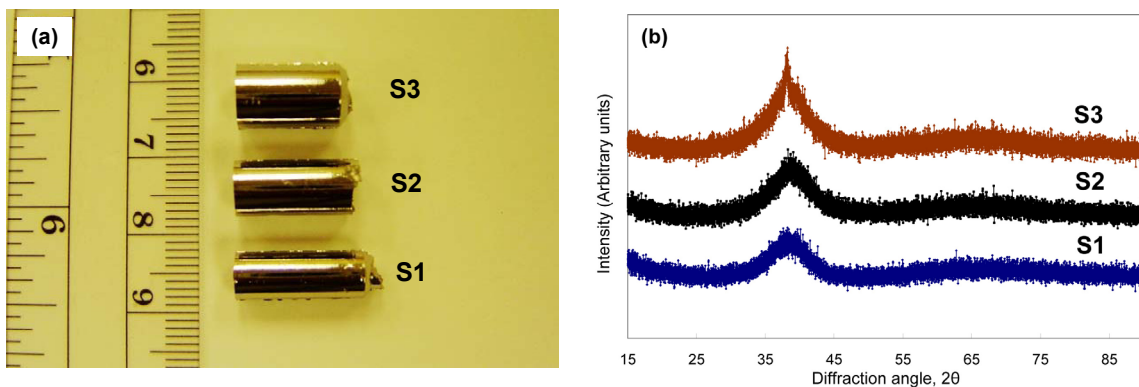 (a)
6
7
8
9
6
S3
S2
S1
(b)
Intensity (Arbitrary units)
S3
S2
S1
15 25 35 45 55 65 75 85
Diffraction angle, 2θ